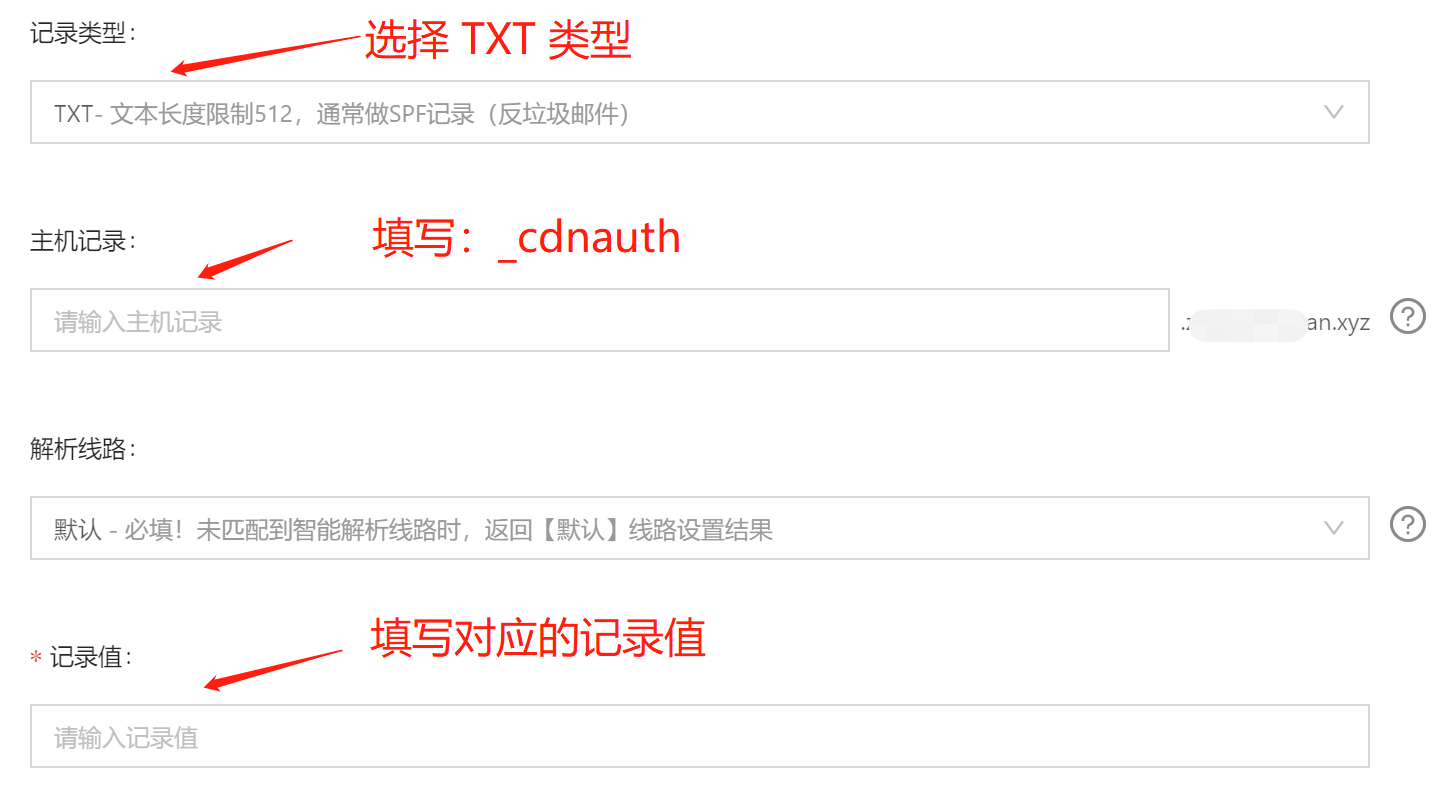 记录类型:
选择 TXT 类型
TXT- 文本长度限制512，通常做SPF记录（反垃圾邮件）
主机记录:
填写：_cdnauth
请输入主机记录
an.xyz
解析线路:
默认 - 必填！未匹配到智能解析线路时，返回【默认】线路设置结果
填写对应的记录值
* 记录值:
请输入记录值